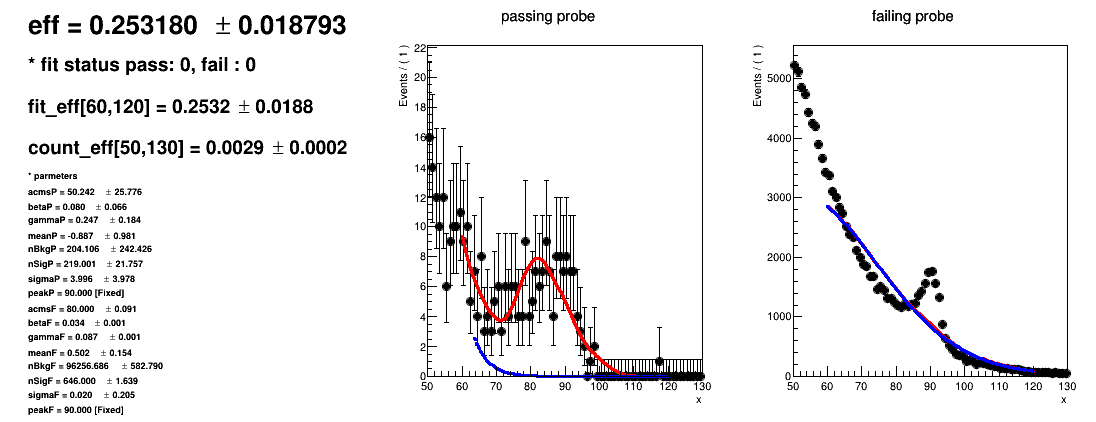 eff = 0.253180 ± 0.018793
* fit status pass: 0, fail : 0
fit_eff[60,120] = 0.2532 ± 0.0188
count_eff[50,130] = 0.0029 ± 0.0002
* parmeters
acmsP = 50.242 ± 25.776
betaP = 0.080 ± 0.066
gammaP = 0.247 ± 0.184
meanP = -0.887 ± 0.981
nBkgP = 204.106 ± 242.426
nSigP = 219.001 ± 21.757
sigmaP = 3.996 ± 3.978
peakP = 90.000 [Fixed]
acmsF = 80.000 ± 0.091
betaF = 0.034 ± 0.001
gammaF = 0.087 ± 0.001
meanF = 0.502 ± 0.154
nBkgF = 96256.686 ± 582.790
nSigF = 646.000 ± 1.639
sigmaF = 0.020 ± 0.205
peakF = 90.000 [Fixed]
passing probe
Events / ( 1 )
22
20
18
16
14
12
10
8
6
4
2
0
50 60 70 80 90 100 110 120 130
x
failing probe
Events / ( 1 )
5000
4000
3000
2000
1000
0
50 60 70 80 90 100 110 120 130
x